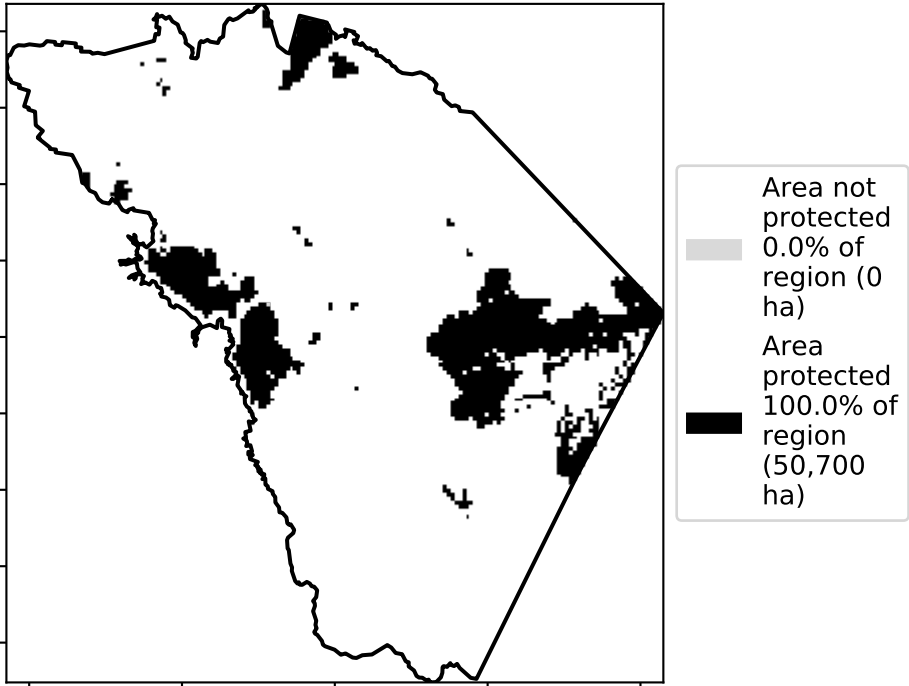 Area not
protected
0.0% of
region (0
ha)
Area
protected
100.0% of
region
(50,700
ha)